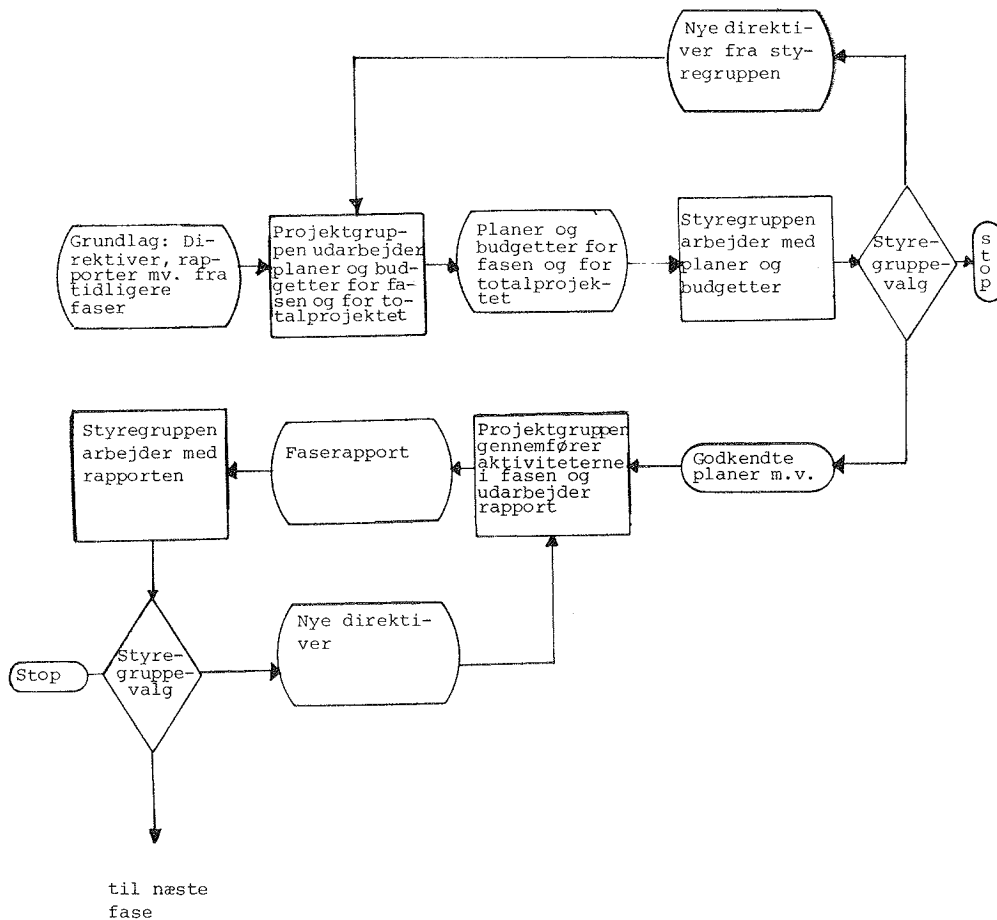 Nye direkti-
ver fra sty-
regruppen
Grundlag: Di-
rektiver, rap-
porter mv. fra
tidligere
faser
Projektgrup-
pen udarbejder
planer og bud-
getter for fa-
sen og for to-
talprojektet
Planer og
budgetter for
fasen og for
totalprojek-
tet
Styregruppen
arbejder med
planer og
budgetter
Styre-
gruppe-
valg
stop
Styregruppen
arbejder med
rapporten
Faserapport
Projektgruppen
gennemfører
aktiviteterne
i fasen og
udarbejder
rapport
Godkendte
planer m.v.
Stop
Styre-
gruppe-
valg
Nye direkti-
ver
til næste
fase